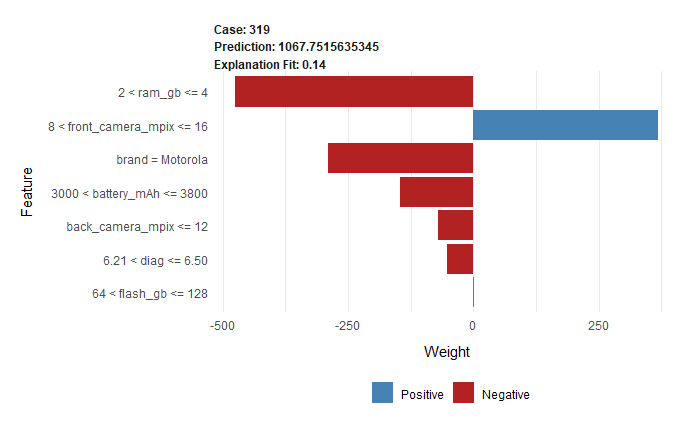 Case: 319
Prediction: 1067.7515635345
Explanation Fit: 0.14
Feature
2 < ram_gb <= 4
8 < front_camera_mpix <= 16
brand = Motorola
3000 < battery_mAh <= 3800
back_camera_mpix <= 12
6.21 < diag <= 6.50
64 < flash_gb <= 128
-500 -250 0 250
Weight
Positive Negative